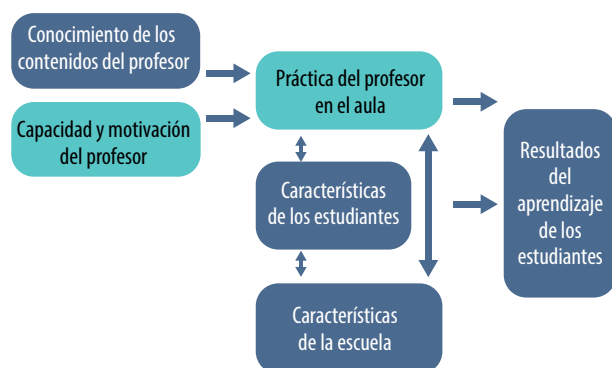 Conocimiento de los
contenidos del profesor
Capacidad y motivación
del profesor
Práctica del profesor
en el aula
Características
de los estudiantes
Características
de la escuela
Resultados
del
aprendizaje
de los
estudiantes